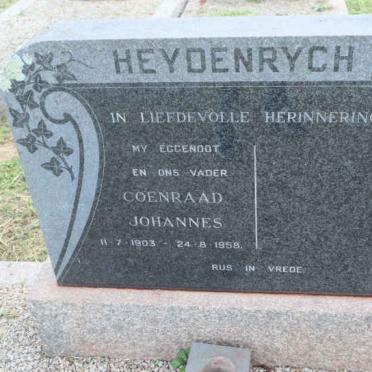 HEYDENRYCH
IN LIEFDEVOLLE HERINNERING
MY EGGENOOT
EN ONS VADER
COENRAAD
JOHANNES
11·7·1903 - 24·8·1958.
RUS IN VREDE